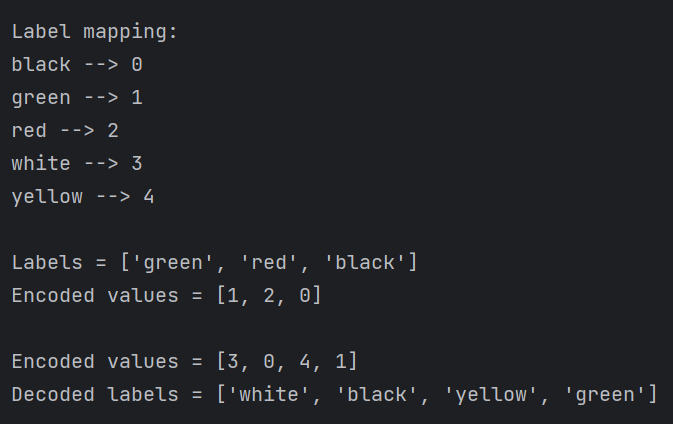 Label mapping:
black --> 0
green --> 1
red --> 2
white --> 3
yellow --> 4
Labels = ['green', 'red', 'black']
Encoded values = [1, 2, 0]
Encoded values = [3, 0, 4, 1]
Decoded labels = ['white', 'black', 'yellow', 'green']